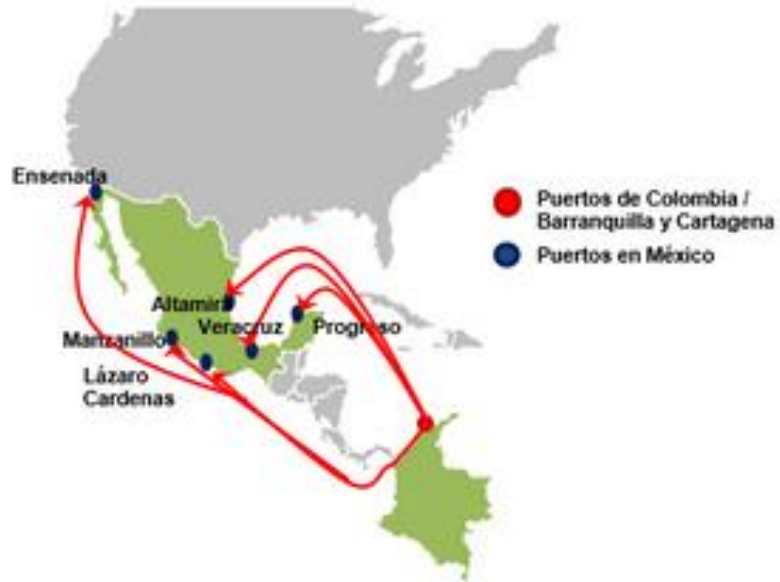 Ensenada
Puertos de Colombia /
Barranquilla y Cartagena
Puertos en México
Altamira
Veracruz
Progreso
Manzanillo
Lázaro
Cardenas